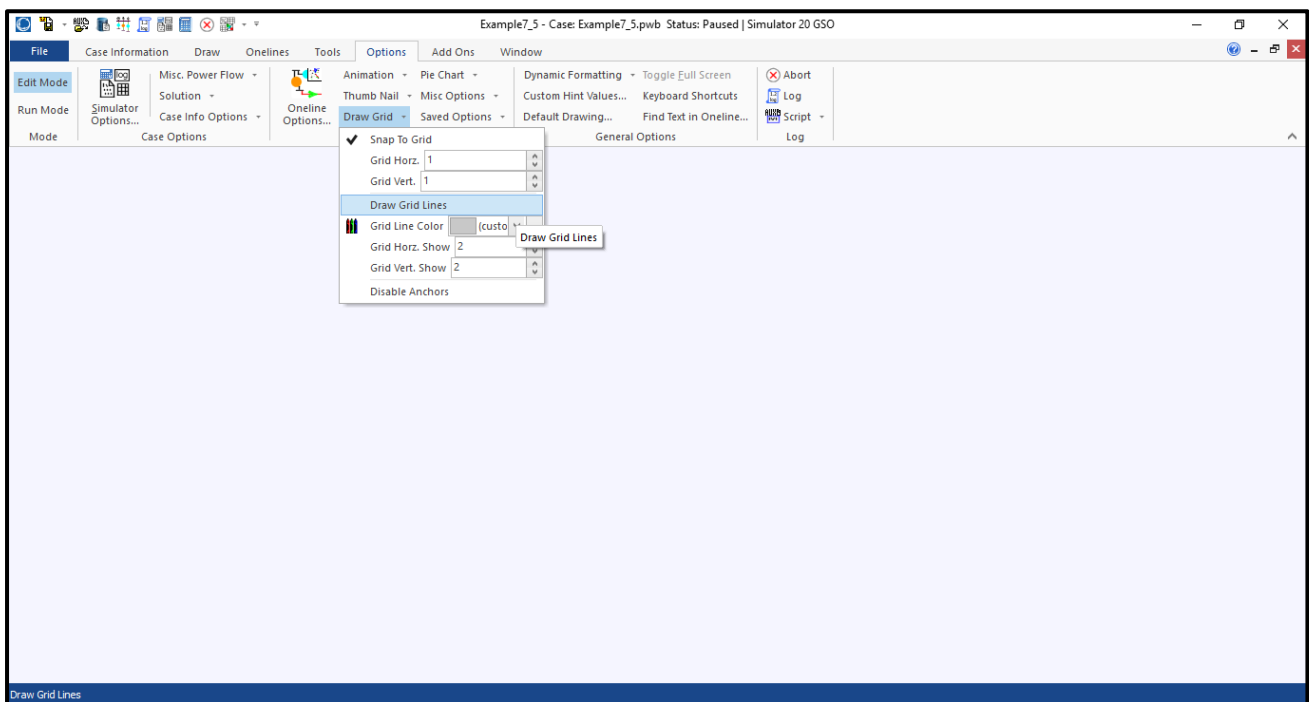 Example7_5 - Case: Example7_5.pwb Status: Paused | Simulator 20 GSO
File Case Information Draw Onelines Tools Options Add Ons Window
Edit Mode
Run Mode
Mode
Simulator
Options...
Misc. Power Flow
Solution
Case Info Options
Case Options
Oneline
Options...
Animation
Thumb Nail
Draw Grid
Pie Chart
Misc Options
Saved Options
Dynamic Formatting
Custom Hint Values...
Default Drawing...
Toggle Full Screen
Keyboard Shortcuts
Find Text in Oneline...
General Options
Abort
Log
Script
Log
Snap To Grid
Grid Horz. 1
Grid Vert. 1
Draw Grid Lines
Grid Line Color (custo
Draw Grid Lines
Grid Horz. Show 2
Grid Vert. Show 2
Disable Anchors
Draw Grid Lines